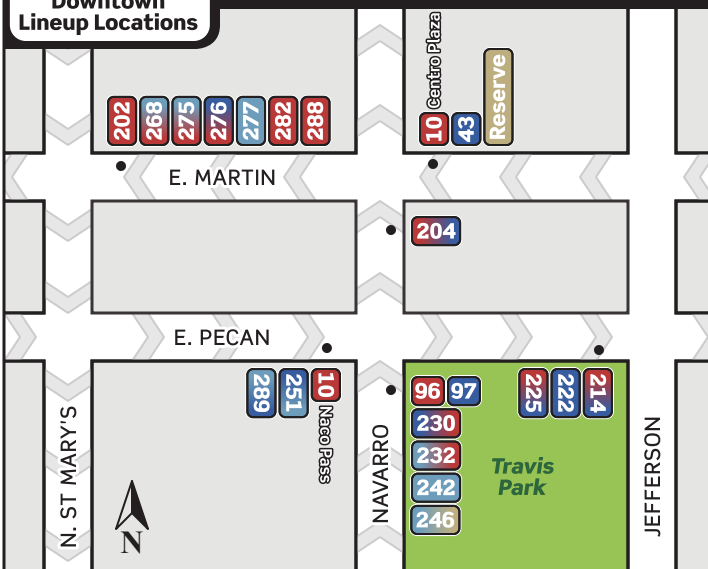 Downtown
Lineup Locations
202
268
275
276
277
282
288
10
Centro Plaza
43
Reserve
E. MARTIN
204
E. PECAN
289
251
10
Naco Pass
96
97
230
232
242
246
225
222
214
Travis
Park
N. ST MARY'S
NAVARRO
JEFFERSON
N